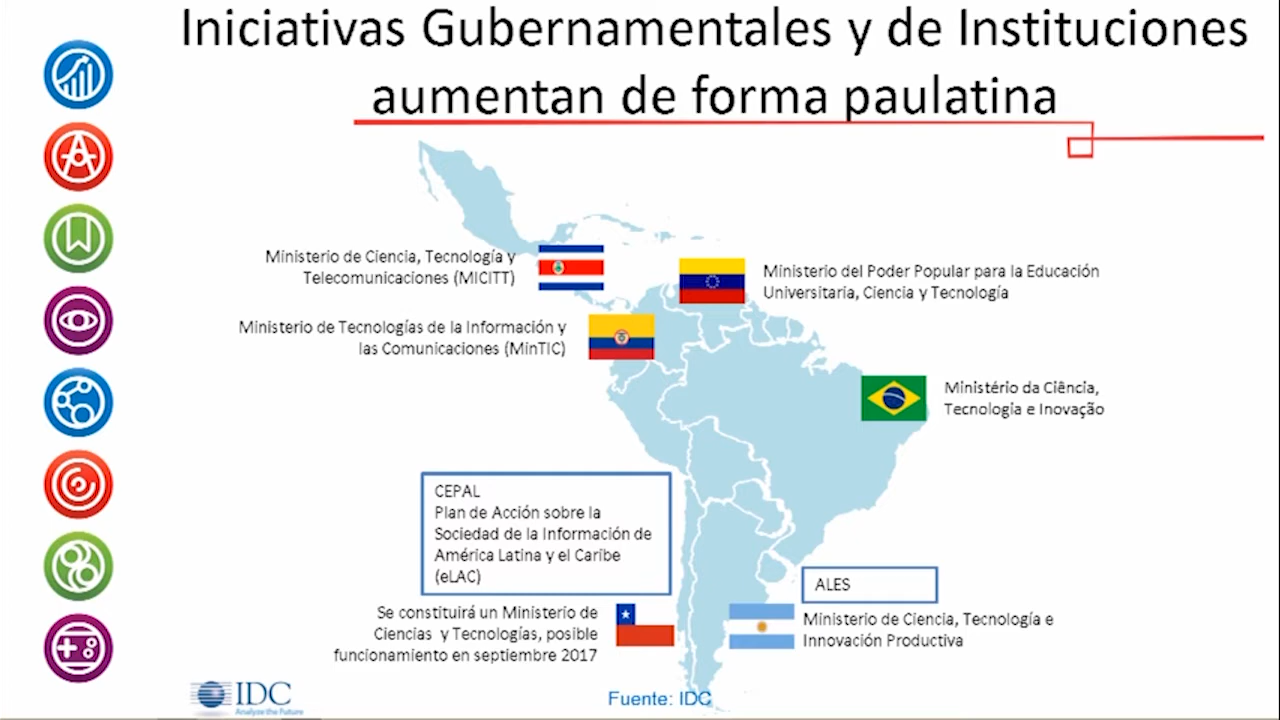 Iniciativas Gubernamentales y de Instituciones
aumentan de forma paulatina
Ministerio de Ciencia, Tecnología y
Telecomunicaciones (MICITT)
Ministerio del Poder Popular para la Educación
Universitaria, Ciencia y Tecnología
Ministerio de Tecnologías de la Información y
las Comunicaciones (MinTIC)
Ministério da Ciência,
Tecnologia e Inovação
CEPAL
Plan de Acción sobre la
Sociedad de la Información de
América Latina y el Caribe
(eLAC)
ALES
Se constituirá un Ministerio de
Ciencias y Tecnologías, posible
funcionamiento en septiembre 2017
Ministerio de Ciencia, Tecnología e
Innovación Productiva
IDC
Analyze the Future
Fuente: IDC